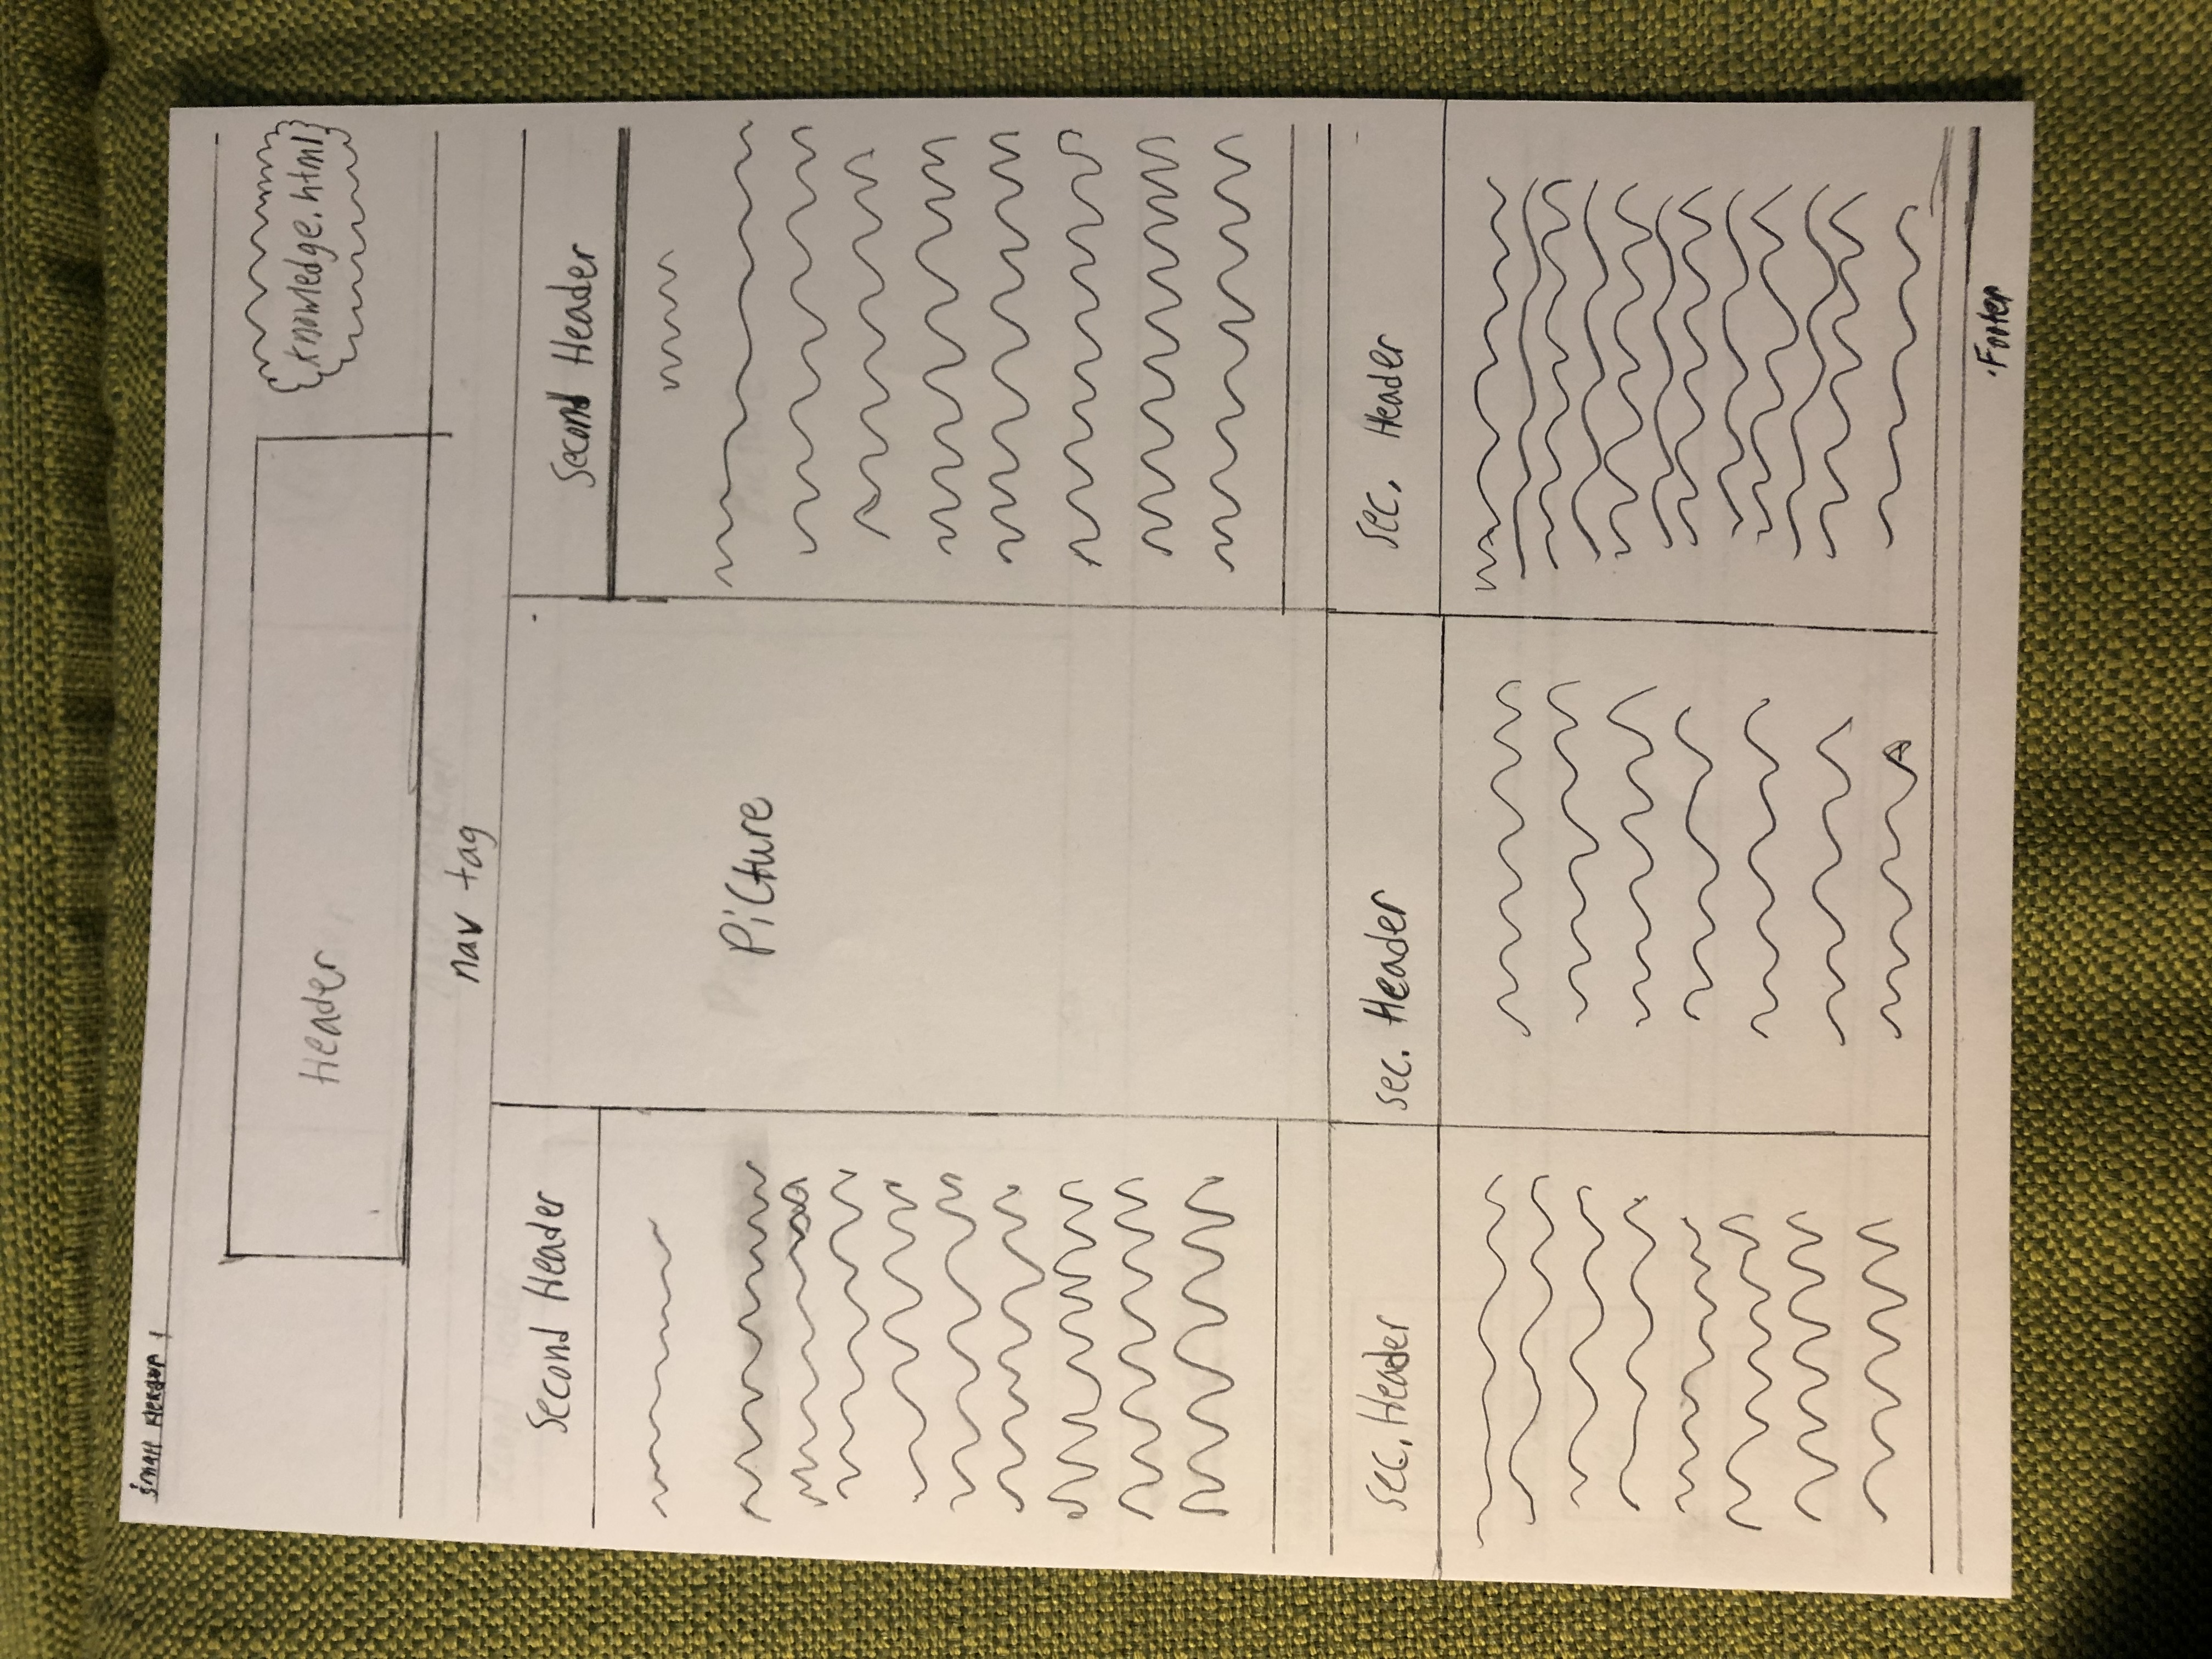 small Header
Header
knowledge.html
nav tag
Second Header
Second Header
Picture
sec. Header
sec. Header
sec. Header
Footer